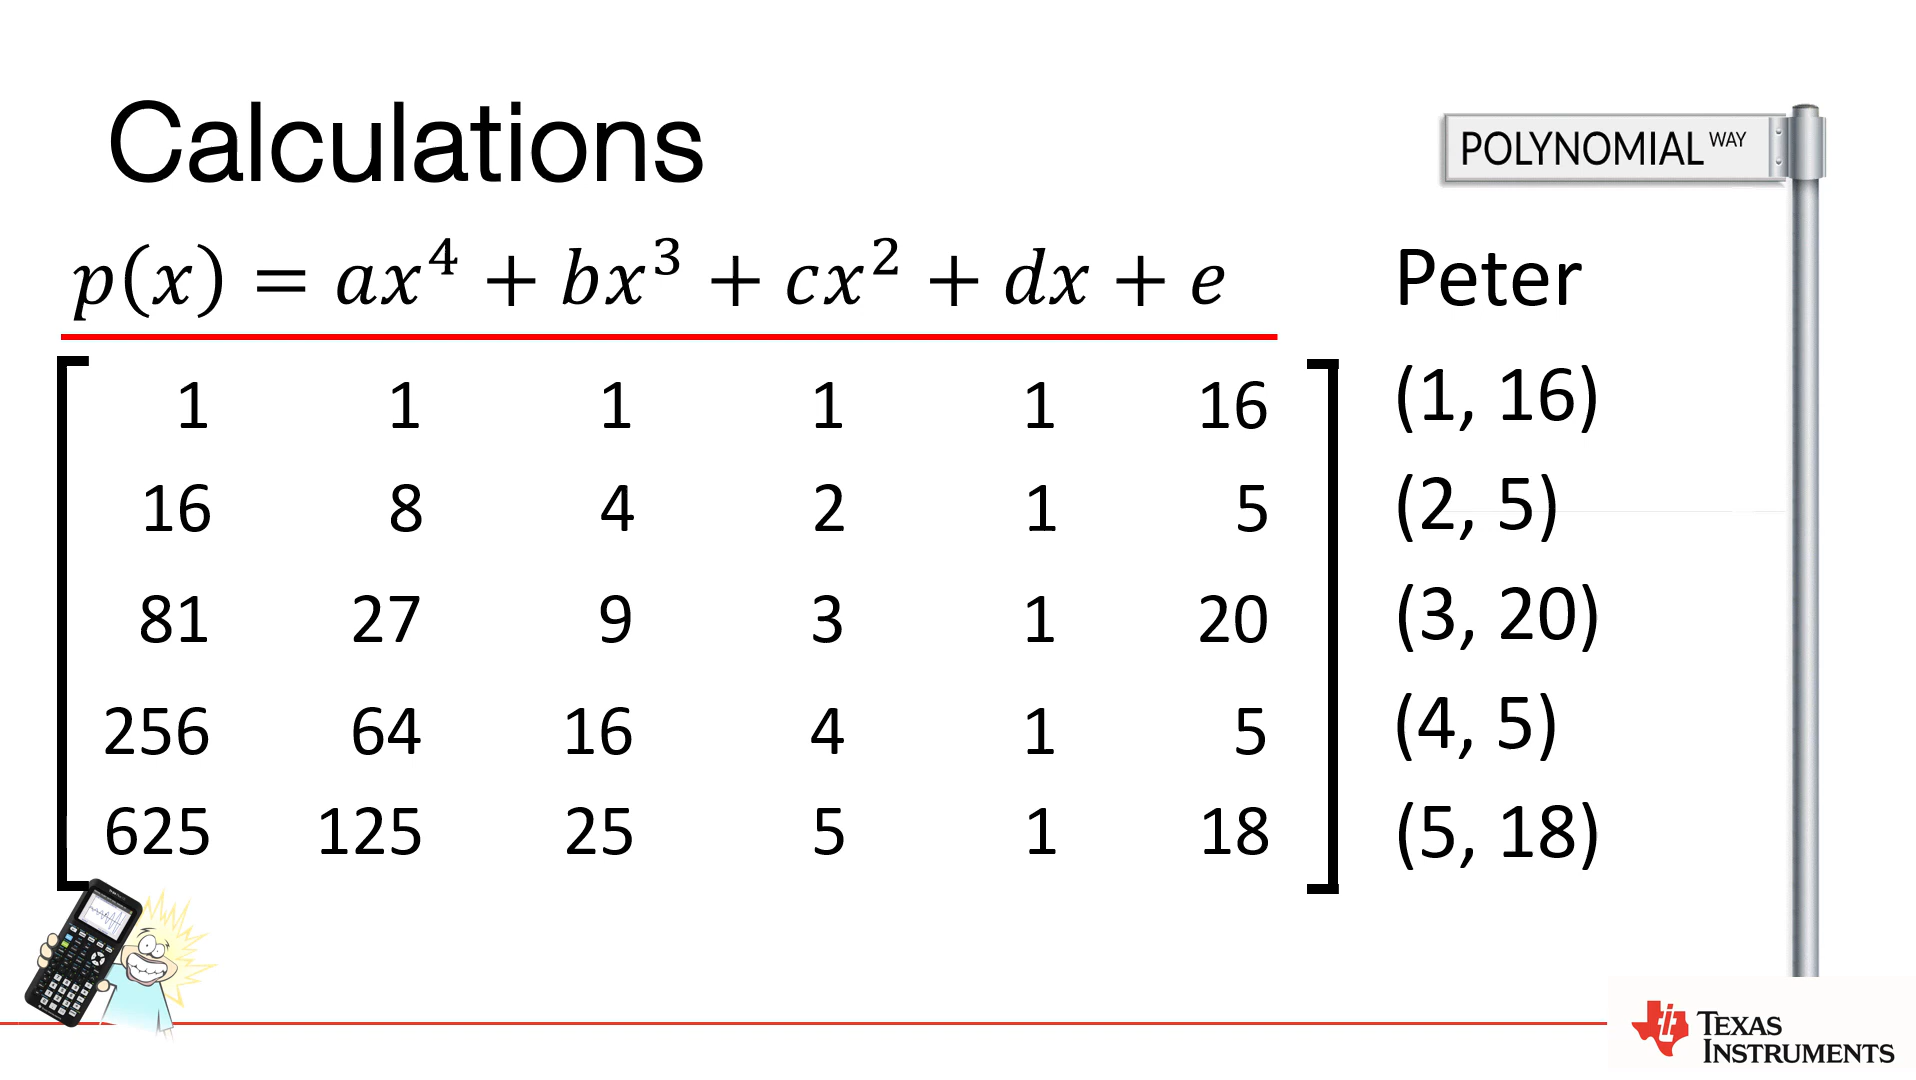 Calculations
POLYNOMIAL WAY
p(x) = ax⁴ + bx³ + cx² + dx + e
Peter
1 1 1 1 1 16
(1, 16)
16 8 4 2 1 5
(2, 5)
81 27 9 3 1 20
(3, 20)
256 64 16 4 1 5
(4, 5)
625 125 25 5 1 18
(5, 18)
TEXAS
INSTRUMENTS